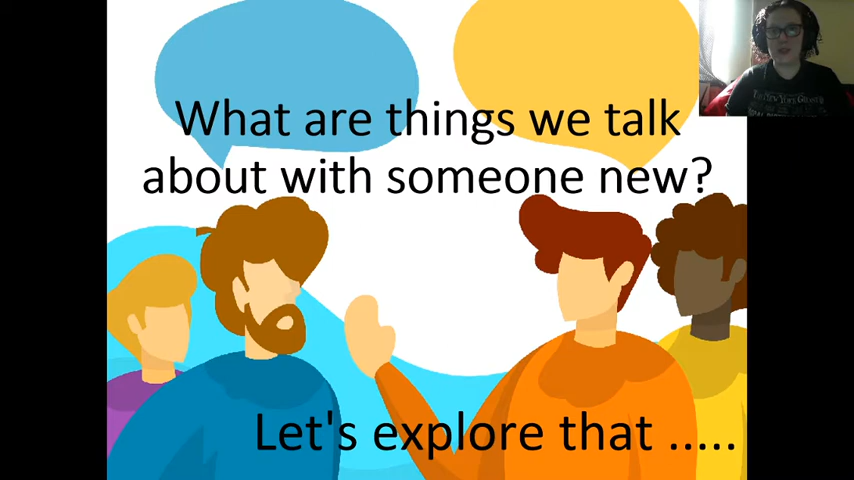 What are things we talk
about with someone new?
Let's explore that .....